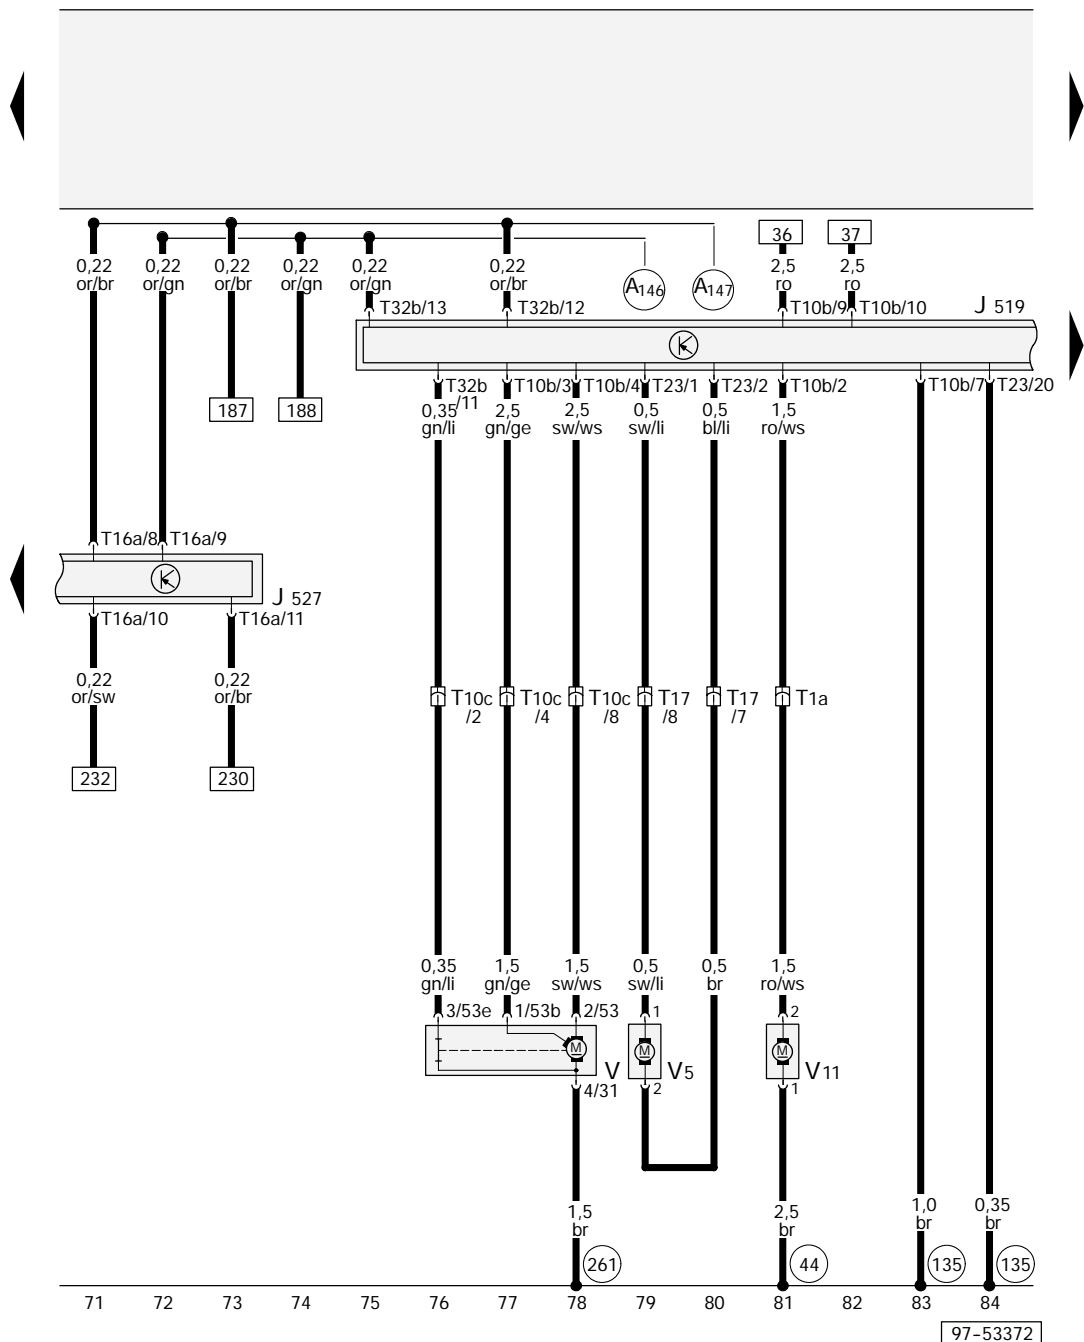 36 37
0,22 0,22 0,22 0,22 0,22 0,22 2,5 2,5
or/br or/gn or/br or/gn or/gn or/br A146 A147 ro ro
T32b/13 T32b/12 T10b/9 T10b/10 J 519
T32b T10b/3 T10b/4 T23/1 T23/2 T10b/2 T10b/7 T23/20
/11
187 188 0,35 2,5 2,5 0,5 0,5 1,5
gn/li gn/ge sw/ws sw/li bl/li ro/ws
T16a/8 T16a/9
J 527
T16a/10 T16a/11
0,22 0,22
or/sw or/br
T10c T10c T10c T17 T17 T1a
/2 /4 /8 /8 /7
232 230
0,35 1,5 1,5 0,5 0,5 1,5
gn/li gn/ge sw/ws sw/li br ro/ws
3/53e 1/53b 2/53 1 2
M M M
V V5 V11
4/31 2 1
1,5 2,5 1,0 0,35
br br br br
261 44 135 135
71 72 73 74 75 76 77 78 79 80 81 82 83 84
97-53372